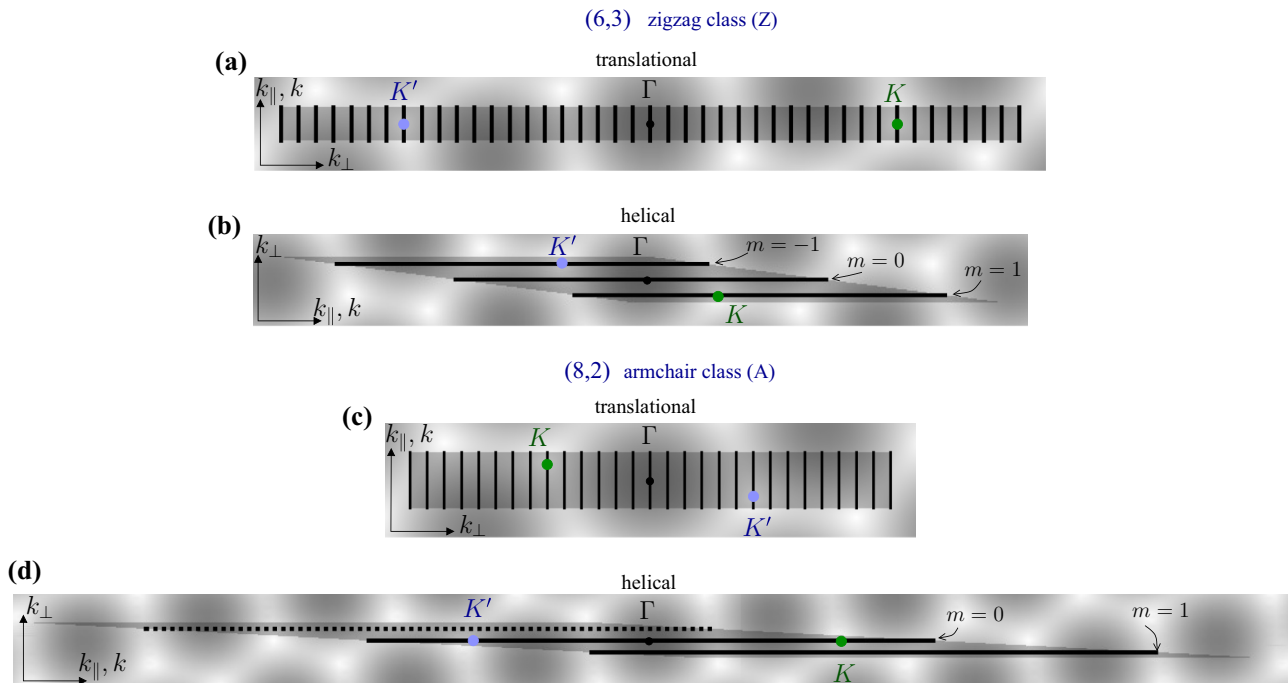 (6,3) zigzag class (Z)
(a)
translational
k∥, k
K′
Γ
K
k⊥
(b)
helical
k⊥
K′
Γ
m = −1
m = 0
m = 1
k∥, k
K
(8,2) armchair class (A)
(c)
translational
k∥, k
K
Γ
k⊥
K′
(d)
helical
k⊥
K′
Γ
m = 0
m = 1
k∥, k
K